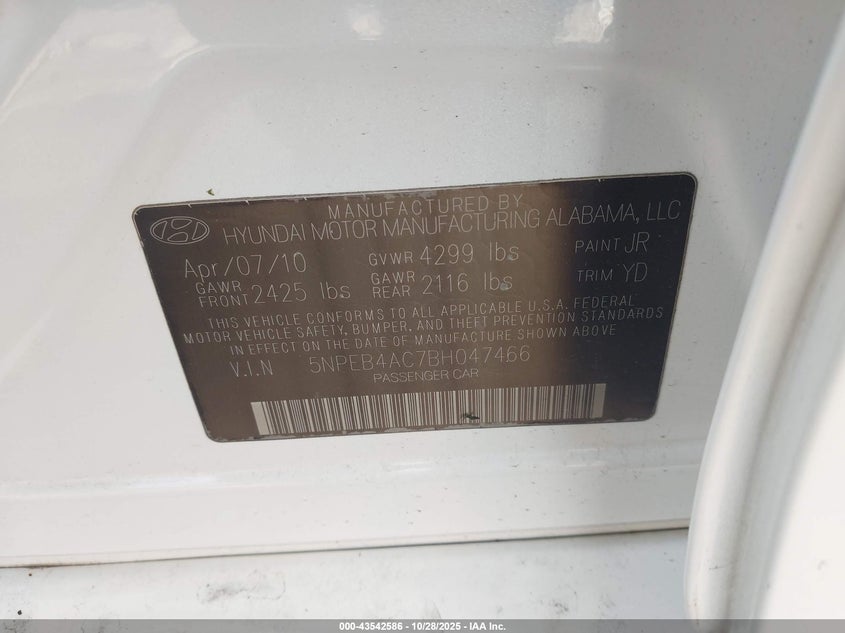 MANUFACTURED BY
HYUNDAI MOTOR MANUFACTURING ALABAMA, LLC
Apr/07/10 GVWR 4299 lbs PAINT JR
GAWR FRONT 2425 lbs GAWR REAR 2116 lbs TRIM YD
THIS VEHICLE CONFORMS TO ALL APPLICABLE U.S.A. FEDERAL
MOTOR VEHICLE SAFETY, BUMPER, AND THEFT PREVENTION STANDARDS
IN EFFECT ON THE DATE OF MANUFACTURE SHOWN ABOVE
V.I.N 5NPEB4AC7BH047466
PASSENGER CAR
000-43542586 - 10/28/2025 - IAA Inc.